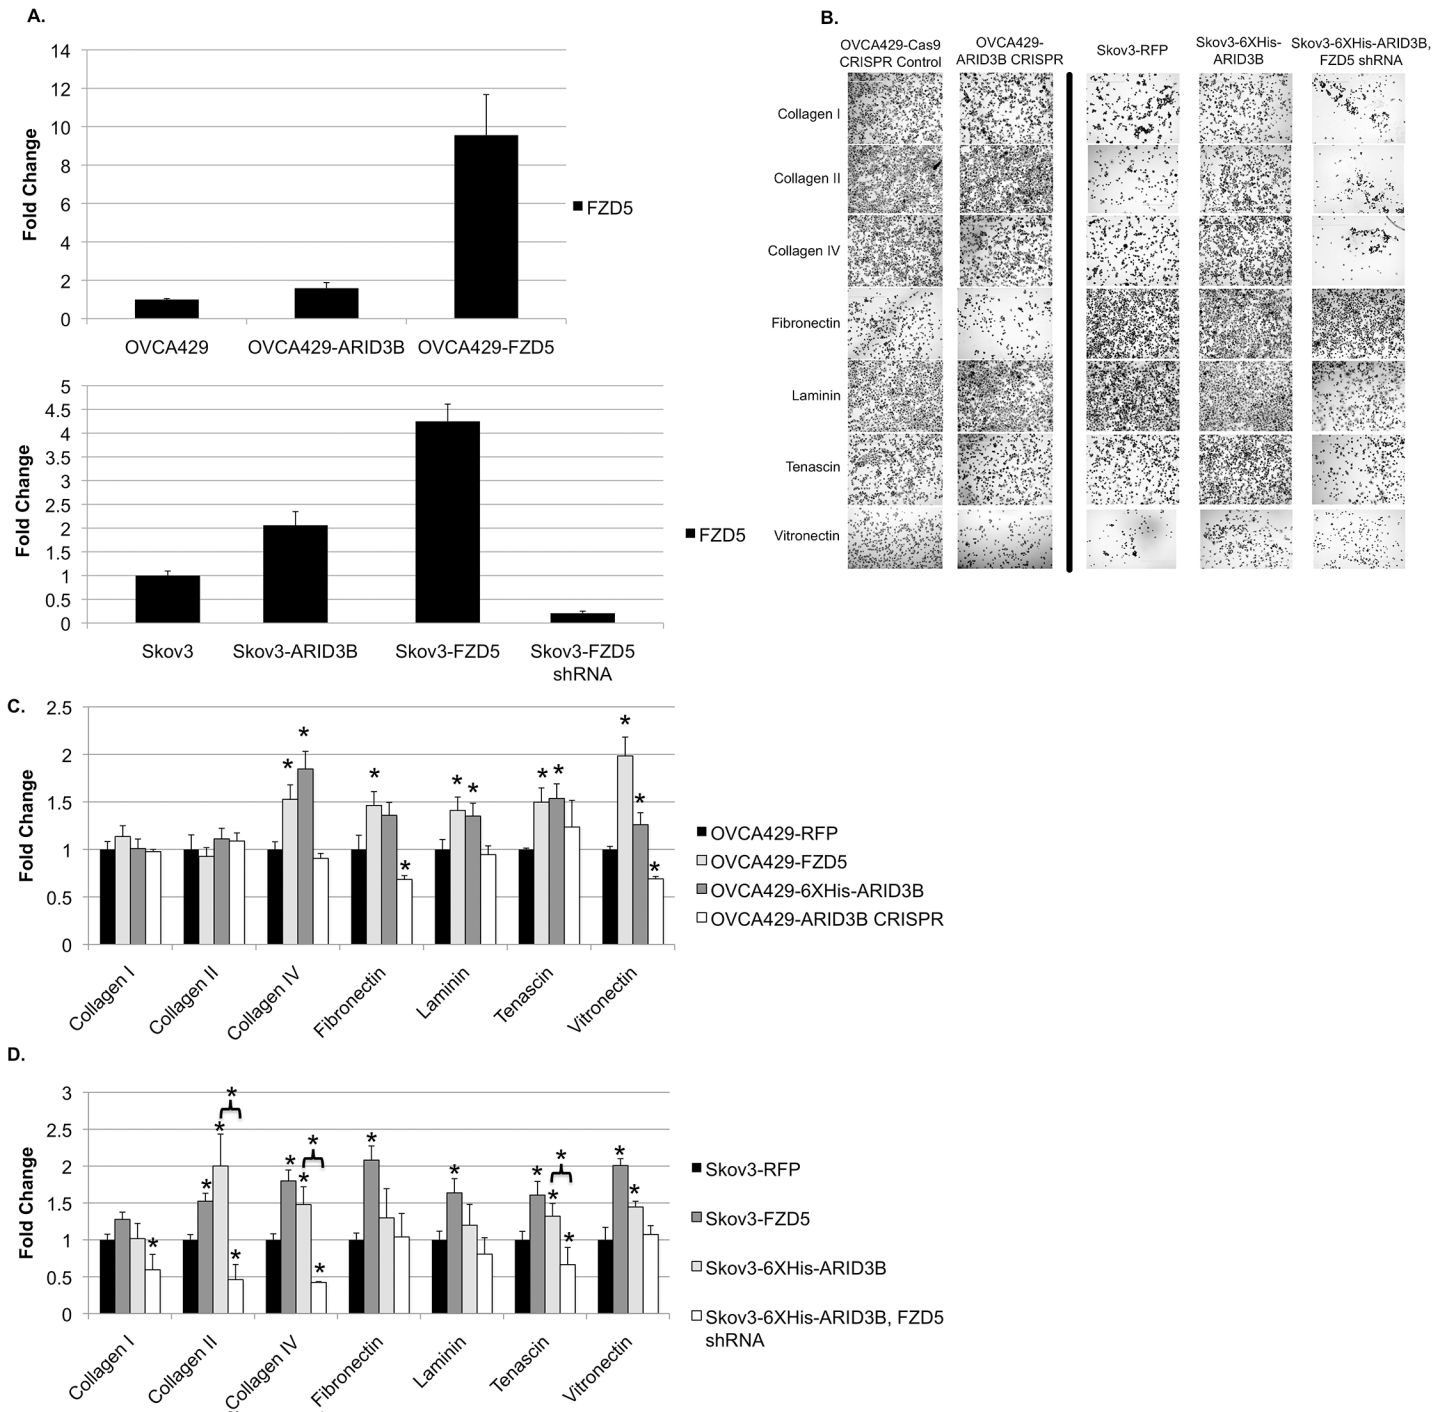 A.
14
12
10
8
6
4
2
0
Fold Change
OVCA429
OVCA429-ARID3B
OVCA429-FZD5
FZD5
5
4.5
4
3.5
3
2.5
2
1.5
1
0.5
0
Fold Change
Skov3
Skov3-ARID3B
Skov3-FZD5
Skov3-FZD5
shRNA
FZD5
B.
OVCA429-Cas9
CRISPR Control
OVCA429-
ARID3B CRISPR
Skov3-RFP
Skov3-6XHis-
ARID3B
Skov3-6XHis-ARID3B,
FZD5 shRNA
Collagen I
Collagen II
Collagen IV
Fibronectin
Laminin
Tenascin
Vitronectin
C.
2.5
2
1.5
1
0.5
0
Fold Change
* * * * * * * * * * *
Collagen I
Collagen II
Collagen IV
Fibronectin
Laminin
Tenascin
Vitronectin
OVCA429-RFP
OVCA429-FZD5
OVCA429-6XHis-ARID3B
OVCA429-ARID3B CRISPR
D.
3
2.5
2
1.5
1
0.5
0
Fold Change
* * * * * * * * * * * * * * * * *
Collagen I
Collagen II
Collagen IV
Fibronectin
Laminin
Tenascin
Vitronectin
Skov3-RFP
Skov3-FZD5
Skov3-6XHis-ARID3B
Skov3-6XHis-ARID3B, FZD5
shRNA